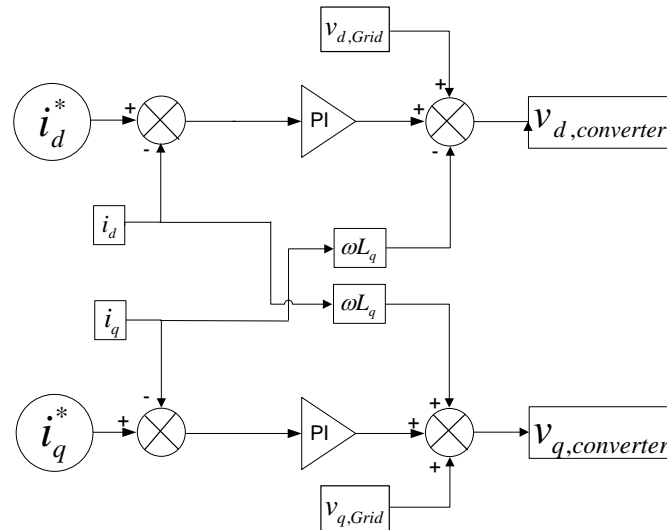 v_{d,Grid}
+
i_d^*
+
-
PI
+
-
v_{d,converter}
i_d
ωL_q
ωL_q
i_q
-
i_q^*
+
PI
+
+
+
v_{q,converter}
v_{q,Grid}